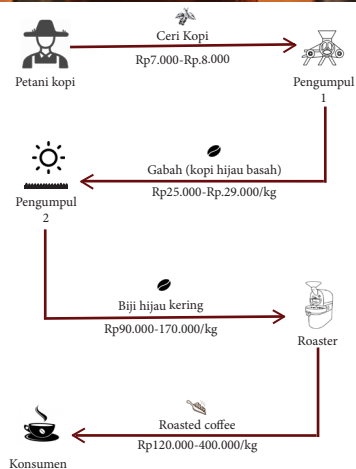 Ceri Kopi
Rp7.000-Rp.8.000
Petani kopi
Pengumpul
1
Gabah (kopi hijau basah)
Rp25.000-Rp.29.000/kg
Pengumpul
2
Biji hijau kering
Rp90.000-170.000/kg
Roaster
Roasted coffee
Rp120.000-400.000/kg
Konsumen